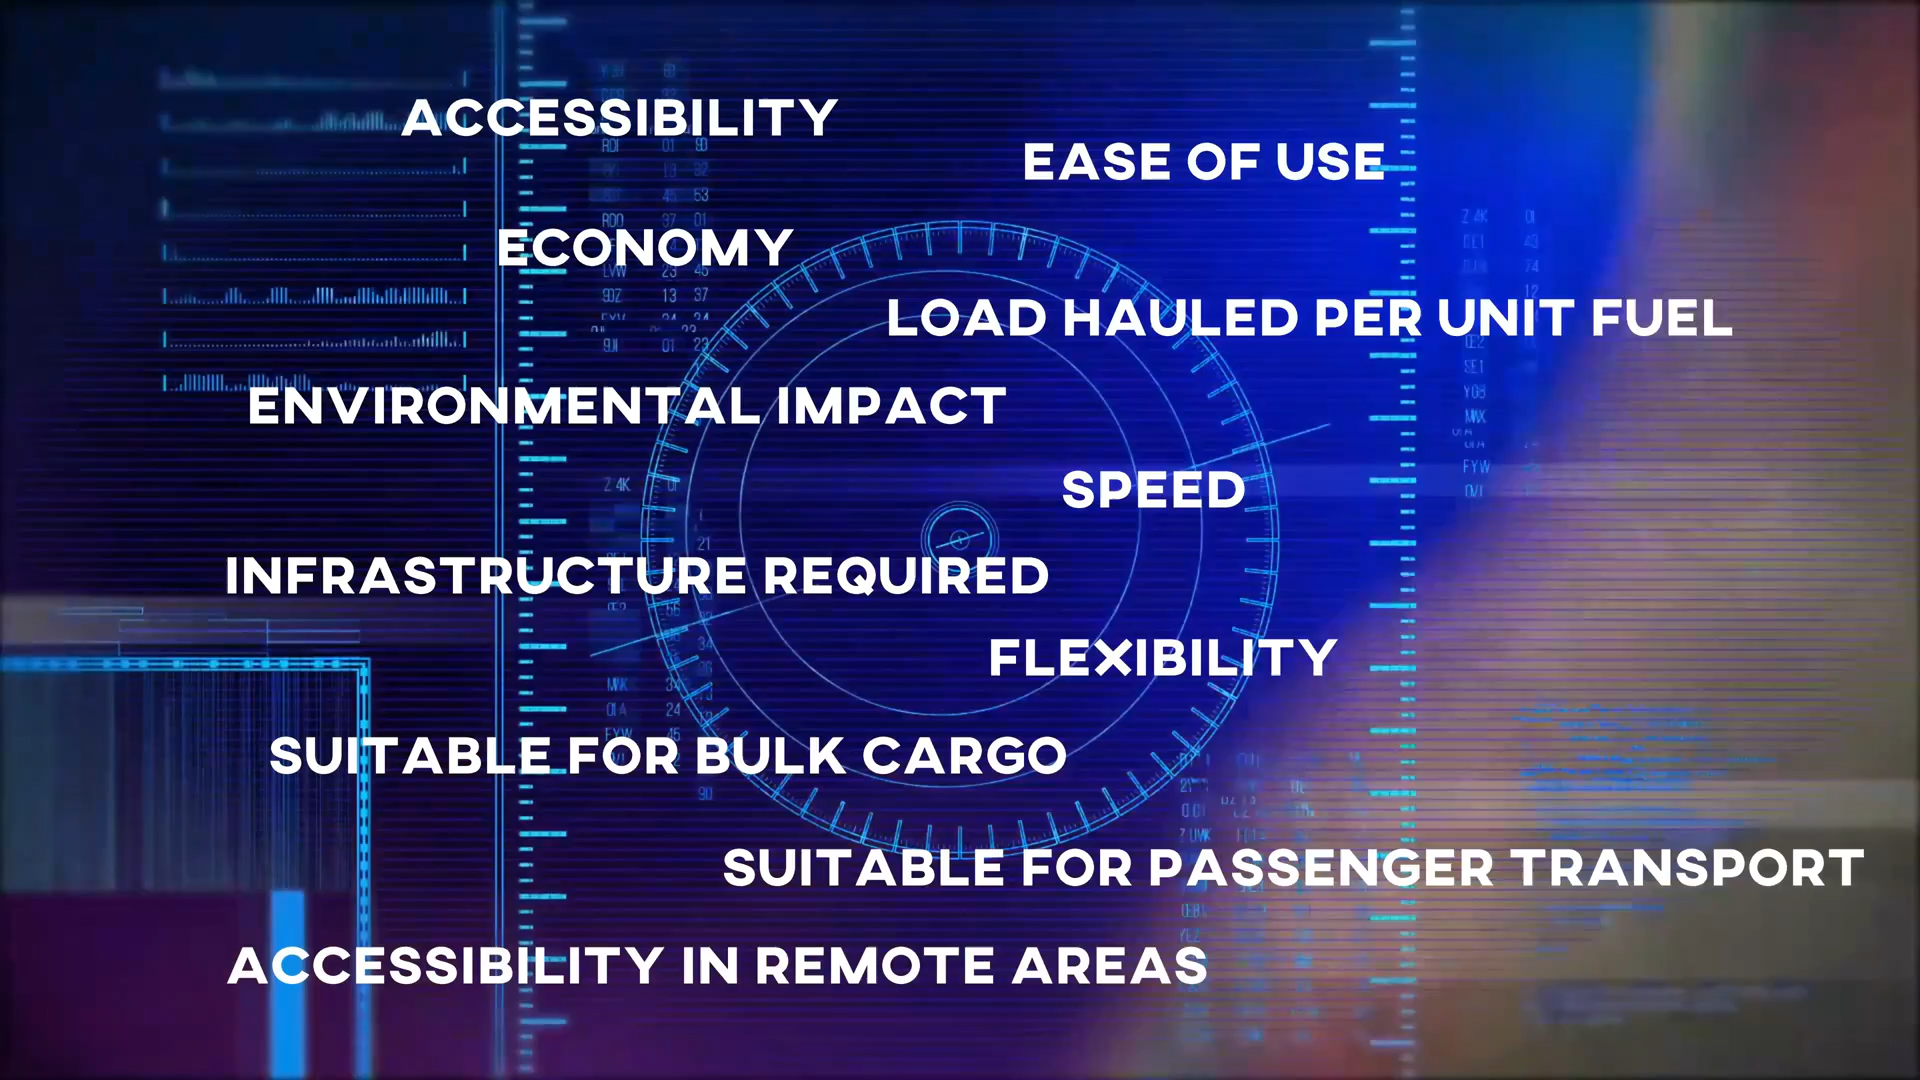 ACCESSIBILITY
EASE OF USE
ECONOMY
LOAD HAULED PER UNIT FUEL
ENVIRONMENTAL IMPACT
SPEED
INFRASTRUCTURE REQUIRED
FLEXIBILITY
SUITABLE FOR BULK CARGO
SUITABLE FOR PASSENGER TRANSPORT
ACCESSIBILITY IN REMOTE AREAS